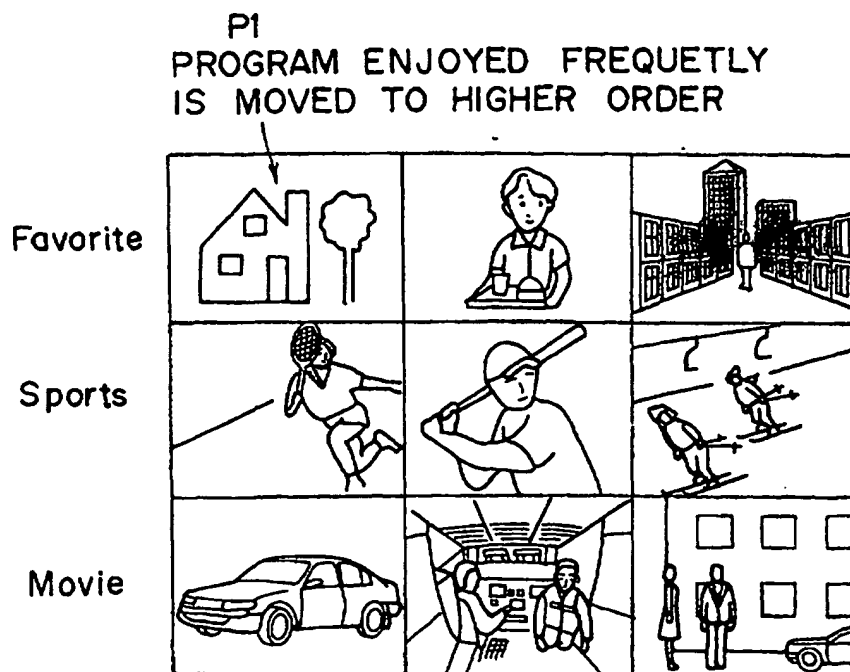 P1
PROGRAM ENJOYED FREQUETLY
IS MOVED TO HIGHER ORDER
Favorite
Sports
Movie